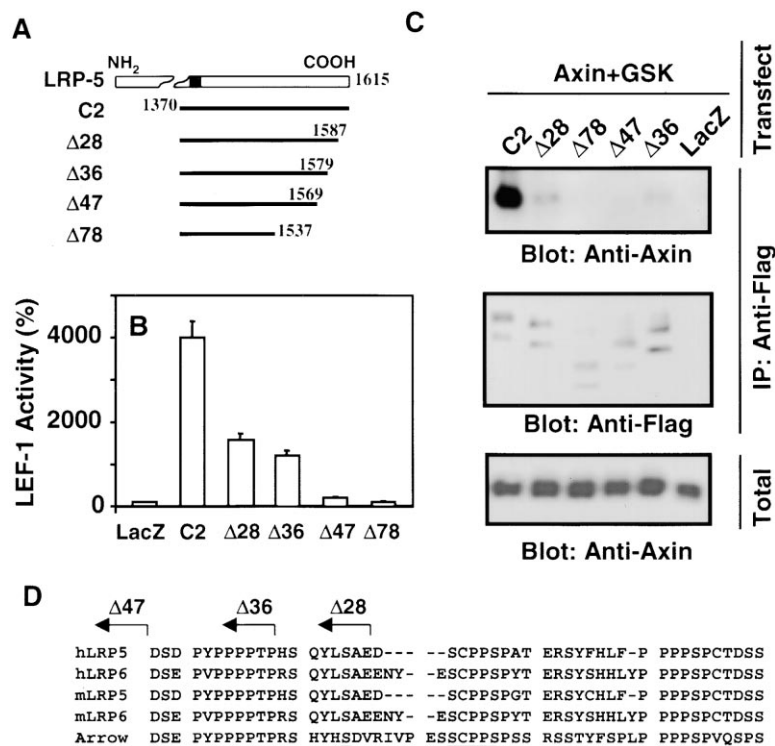 A
NH2 COOH
LRP-5 1615
C2 1370
Δ28 1587
Δ36 1579
Δ47 1569
Δ78 1537
B
LEF-1 Activity (%)
4000
2000
0
LacZ C2 Δ28 Δ36 Δ47 Δ78
C
Axin+GSK
C2 Δ28 Δ78 Δ47 Δ36 LacZ
Transfect
Blot: Anti-Axin
IP: Anti-Flag
Blot: Anti-Flag
Total
Blot: Anti-Axin
D
Δ47 Δ36 Δ28
hLRP5 DSD PYPPPPTPHS QYLSAED--- --SCPPSPAT ERSYFHLF-P PPPSPCTDSS
hLRP6 DSE PVPPPPTPRS QYLSAEENY- -ESCPPSPYT ERSYSHHLYP PPPSPCTDSS
mLRP5 DSD PYPPPPTPHS QYLSAED--- --SCPPSPGT ERSYCHLF-P PPPSPCTDSS
mLRP6 DSE PVPPPPTPRS QYLSAEENY- -ESCPPSPYT ERSYSHHLYP PPPSPCTDSS
Arrow DSE PYPPPPTPRS HYHSDVRIVP ESSCPPSPSS RSSTYFSPLP PPPSPVQSPS